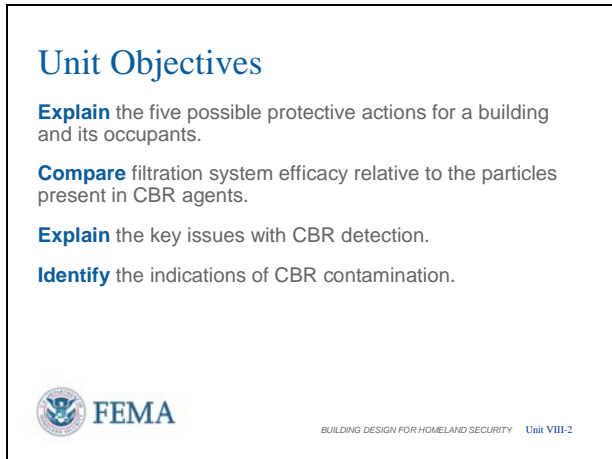 Unit Objectives
Explain the five possible protective actions for a building
and its occupants.
Compare filtration system efficacy relative to the particles
present in CBR agents.
Explain the key issues with CBR detection.
Identify the indications of CBR contamination.
FEMA
BUILDING DESIGN FOR HOMELAND SECURITY Unit VIII-2